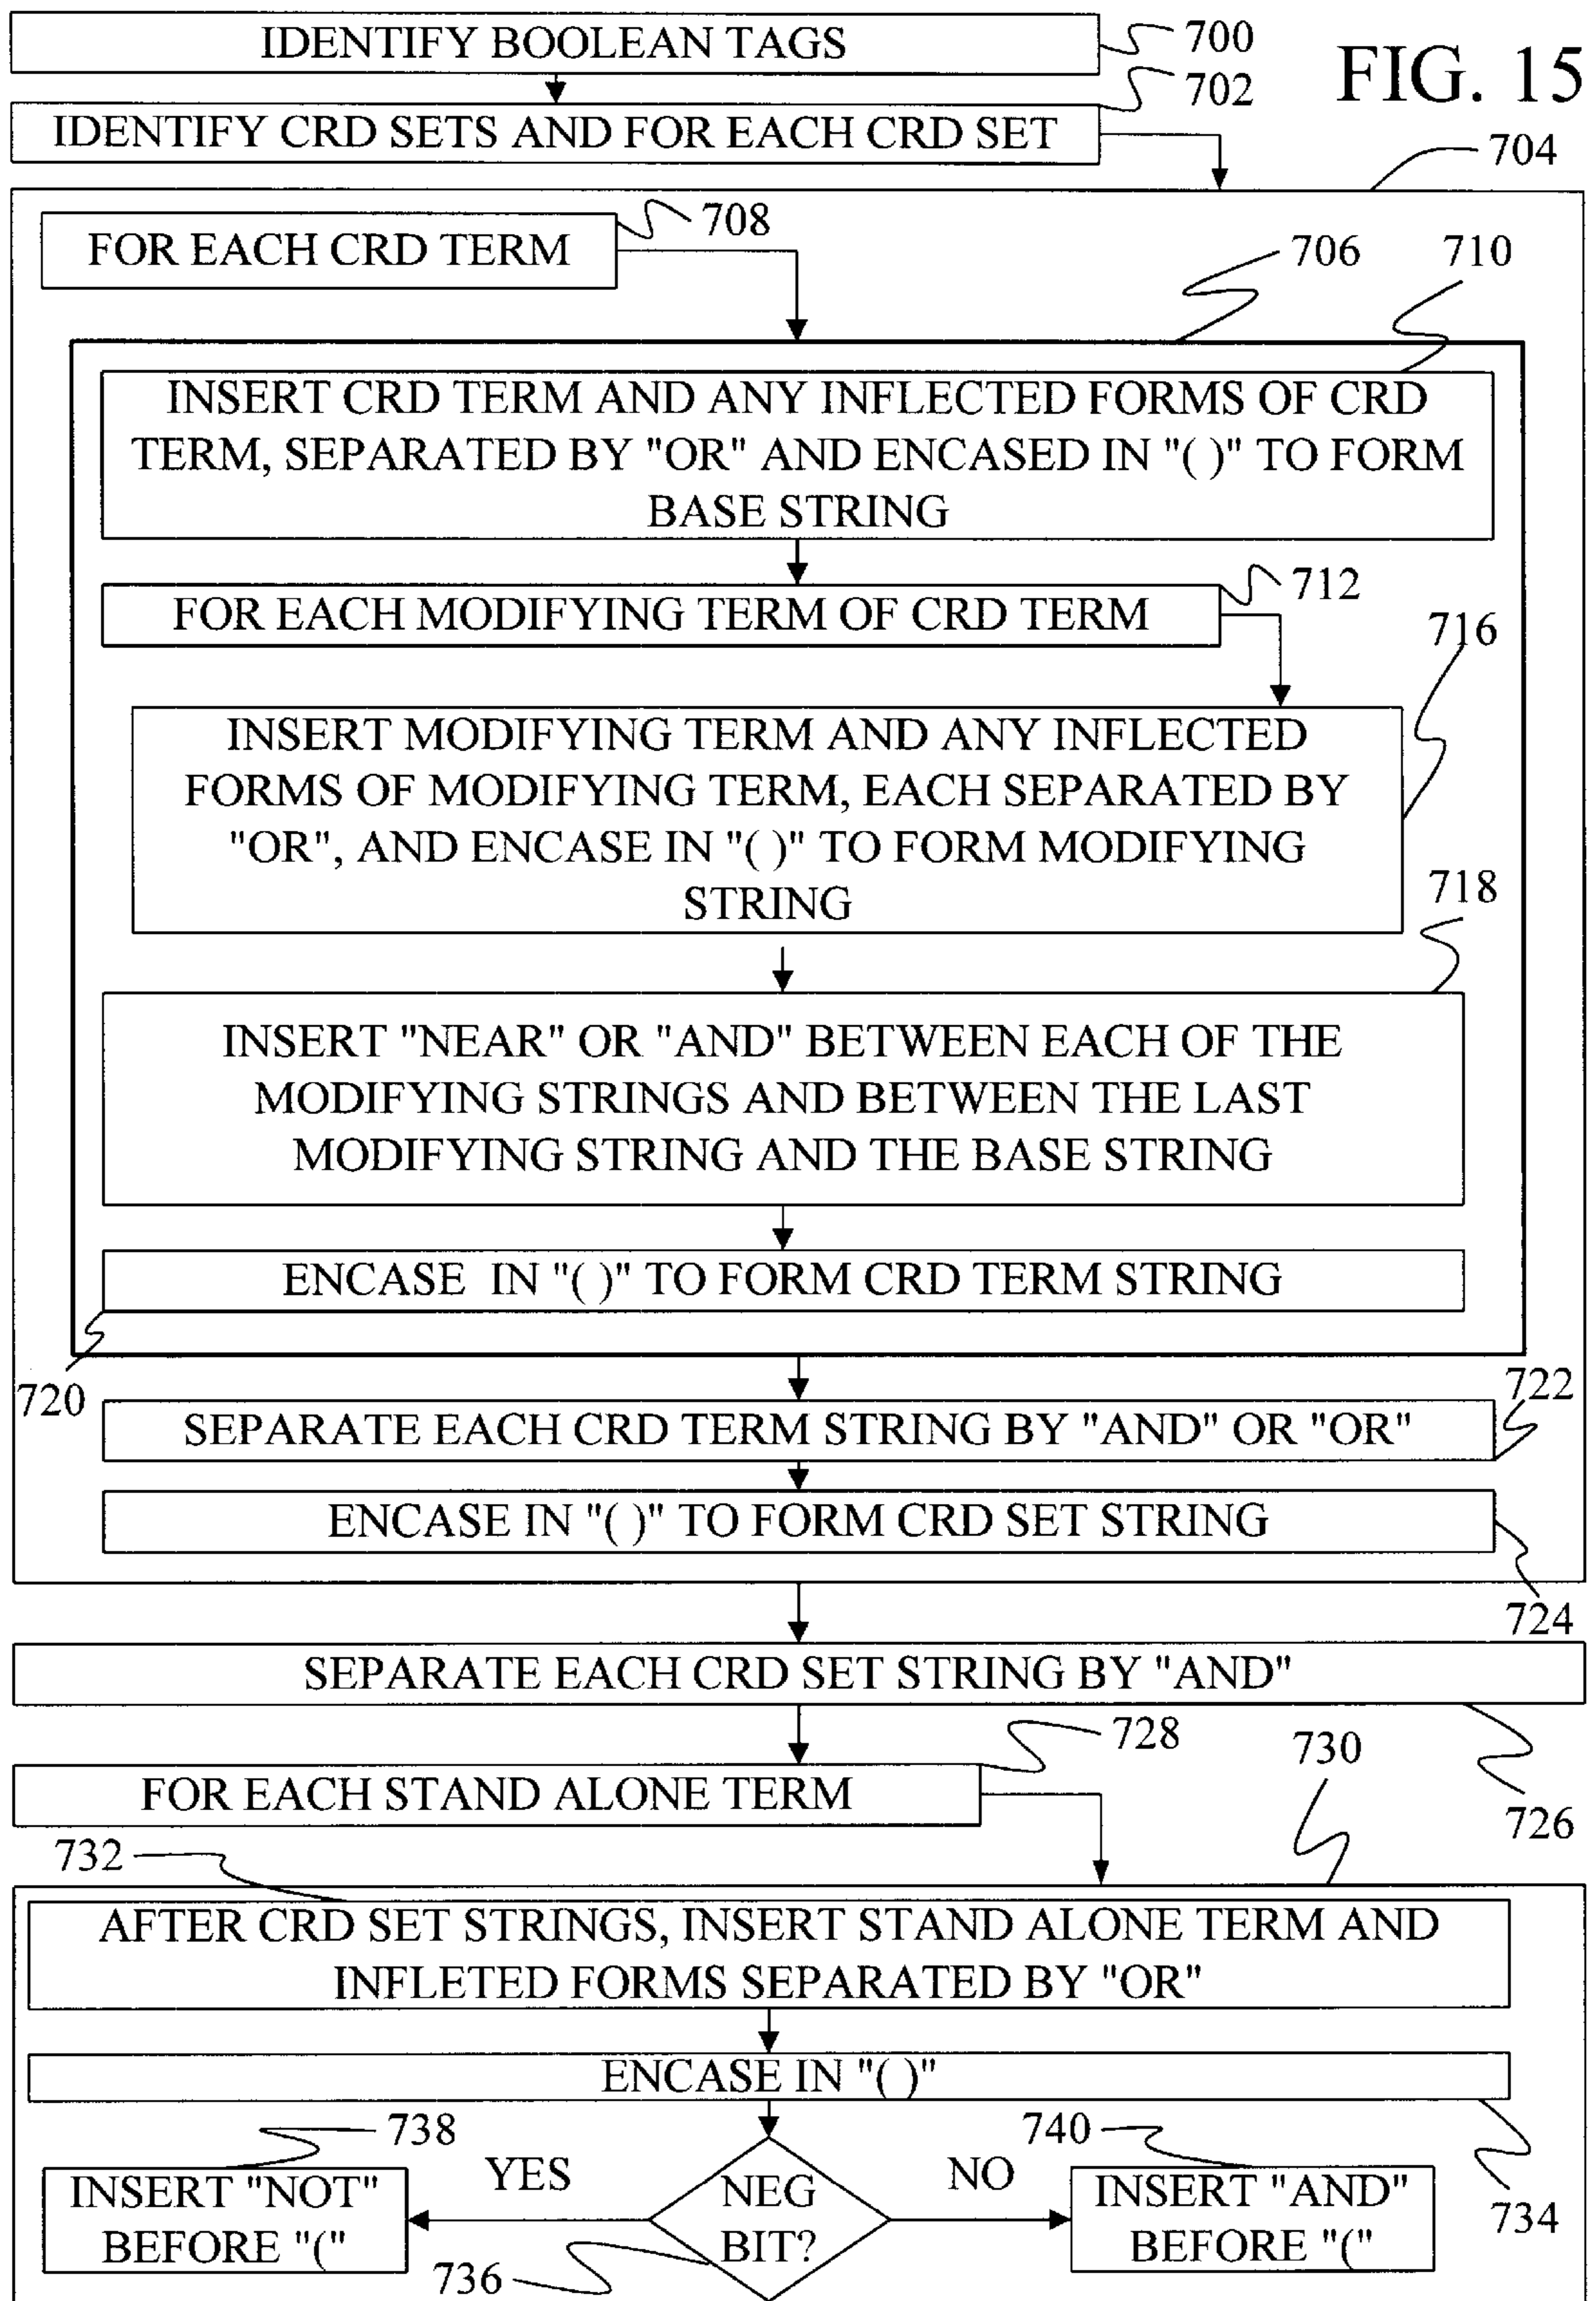 IDENTIFY BOOLEAN TAGS
700
FIG. 15
702
IDENTIFY CRD SETS AND FOR EACH CRD SET
704
FOR EACH CRD TERM
708
706
710
INSERT CRD TERM AND ANY INFLECTED FORMS OF CRD
TERM, SEPARATED BY "OR" AND ENCASED IN "( )" TO FORM
BASE STRING
FOR EACH MODIFYING TERM OF CRD TERM
712
716
INSERT MODIFYING TERM AND ANY INFLECTED
FORMS OF MODIFYING TERM, EACH SEPARATED BY
"OR", AND ENCASE IN "( )" TO FORM MODIFYING
STRING
718
INSERT "NEAR" OR "AND" BETWEEN EACH OF THE
MODIFYING STRINGS AND BETWEEN THE LAST
MODIFYING STRING AND THE BASE STRING
ENCASE IN "( )" TO FORM CRD TERM STRING
720
722
SEPARATE EACH CRD TERM STRING BY "AND" OR "OR"
ENCASE IN "( )" TO FORM CRD SET STRING
724
SEPARATE EACH CRD SET STRING BY "AND"
728
730
FOR EACH STAND ALONE TERM
726
732
AFTER CRD SET STRINGS, INSERT STAND ALONE TERM AND
INFLETED FORMS SEPARATED BY "OR"
ENCASE IN "( )"
738
740
734
INSERT "NOT"
BEFORE "("
YES
NEG
BIT?
NO
INSERT "AND"
BEFORE "("
736